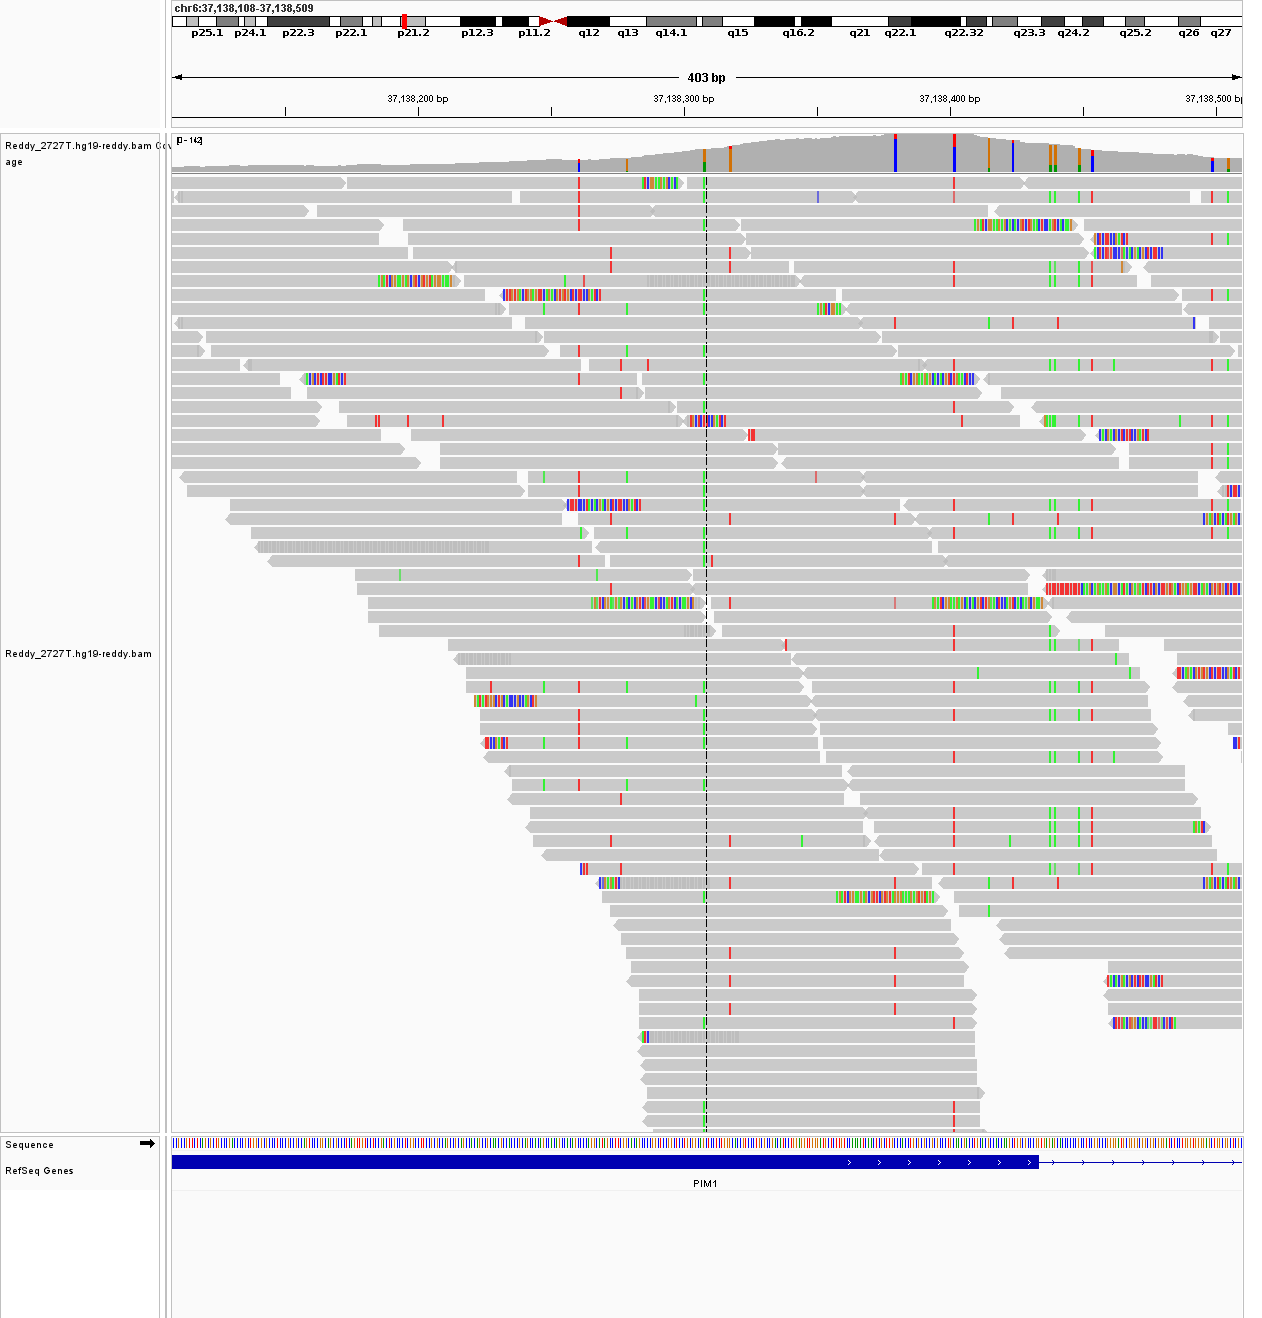 chr6:37,138,108-37,138,509
p25.1 p24.1 p22.3 p22.1 p21.2 p12.3 p11.2 q12 q13 q14.1 q15 q16.2 q21 q22.1 q22.32 q23.3 q24.2 q25.2 q26 q27
403 bp
37,138,200 bp 37,138,300 bp 37,138,400 bp 37,138,500 bp
[0 - 142]
Reddy_2727T.hg19-reddy.bam Cov
age
Reddy_2727T.hg19-reddy.bam
Sequence
RefSeq Genes
PIM1